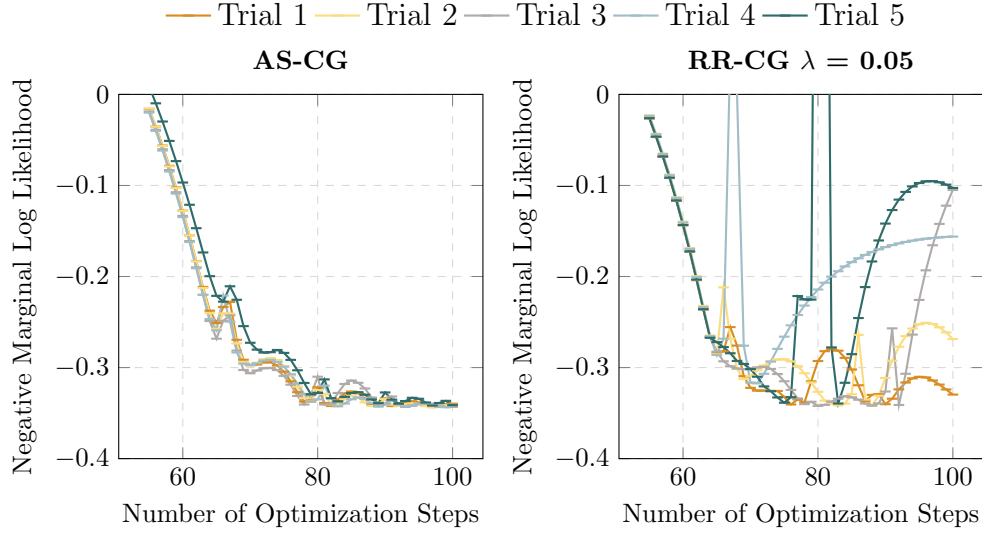 Trial 1 Trial 2 Trial 3 Trial 4 Trial 5
AS-CG
Negative Marginal Log Likelihood
0
−0.1
−0.2
−0.3
−0.4
60 80 100
Number of Optimization Steps
RR-CG λ = 0.05
Negative Marginal Log Likelihood
0
−0.1
−0.2
−0.3
−0.4
60 80 100
Number of Optimization Steps